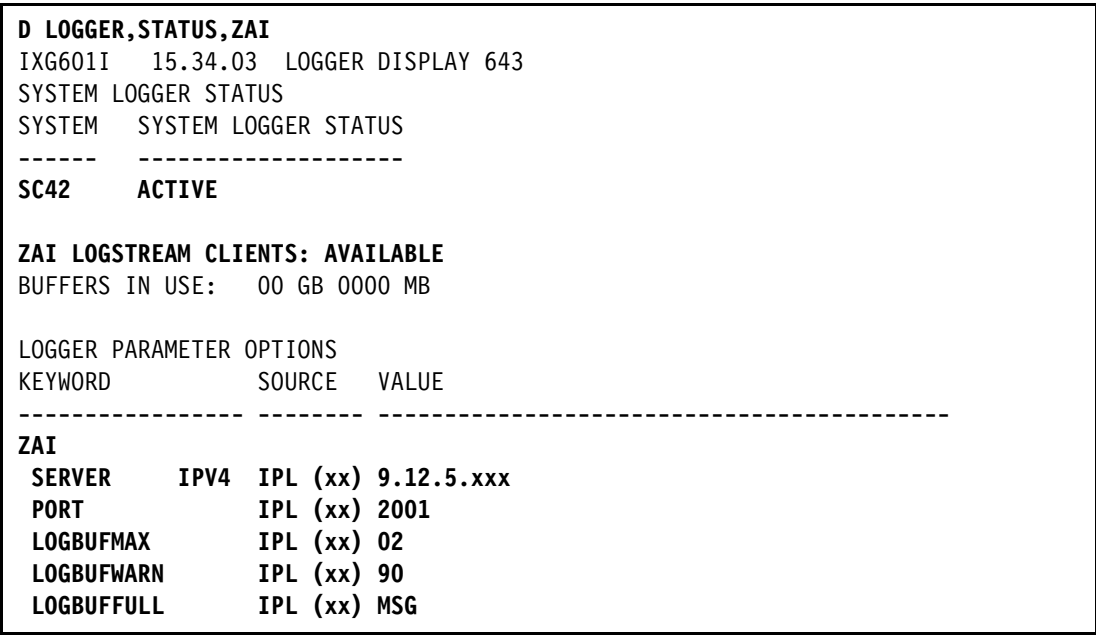 D LOGGER,STATUS,ZAI
IXG601I   15.34.03  LOGGER DISPLAY 643
SYSTEM LOGGER STATUS
SYSTEM   SYSTEM LOGGER STATUS
------   --------------------
SC42     ACTIVE
ZAI LOGSTREAM CLIENTS: AVAILABLE
BUFFERS IN USE:   00 GB 0000 MB
LOGGER PARAMETER OPTIONS
KEYWORD           SOURCE   VALUE
----------------- -------- -------------------------------------------
ZAI
 SERVER     IPV4  IPL (xx) 9.12.5.xxx
 PORT             IPL (xx) 2001
 LOGBUFMAX        IPL (xx) 02
 LOGBUFWARN       IPL (xx) 90
 LOGBUFFULL       IPL (xx) MSG